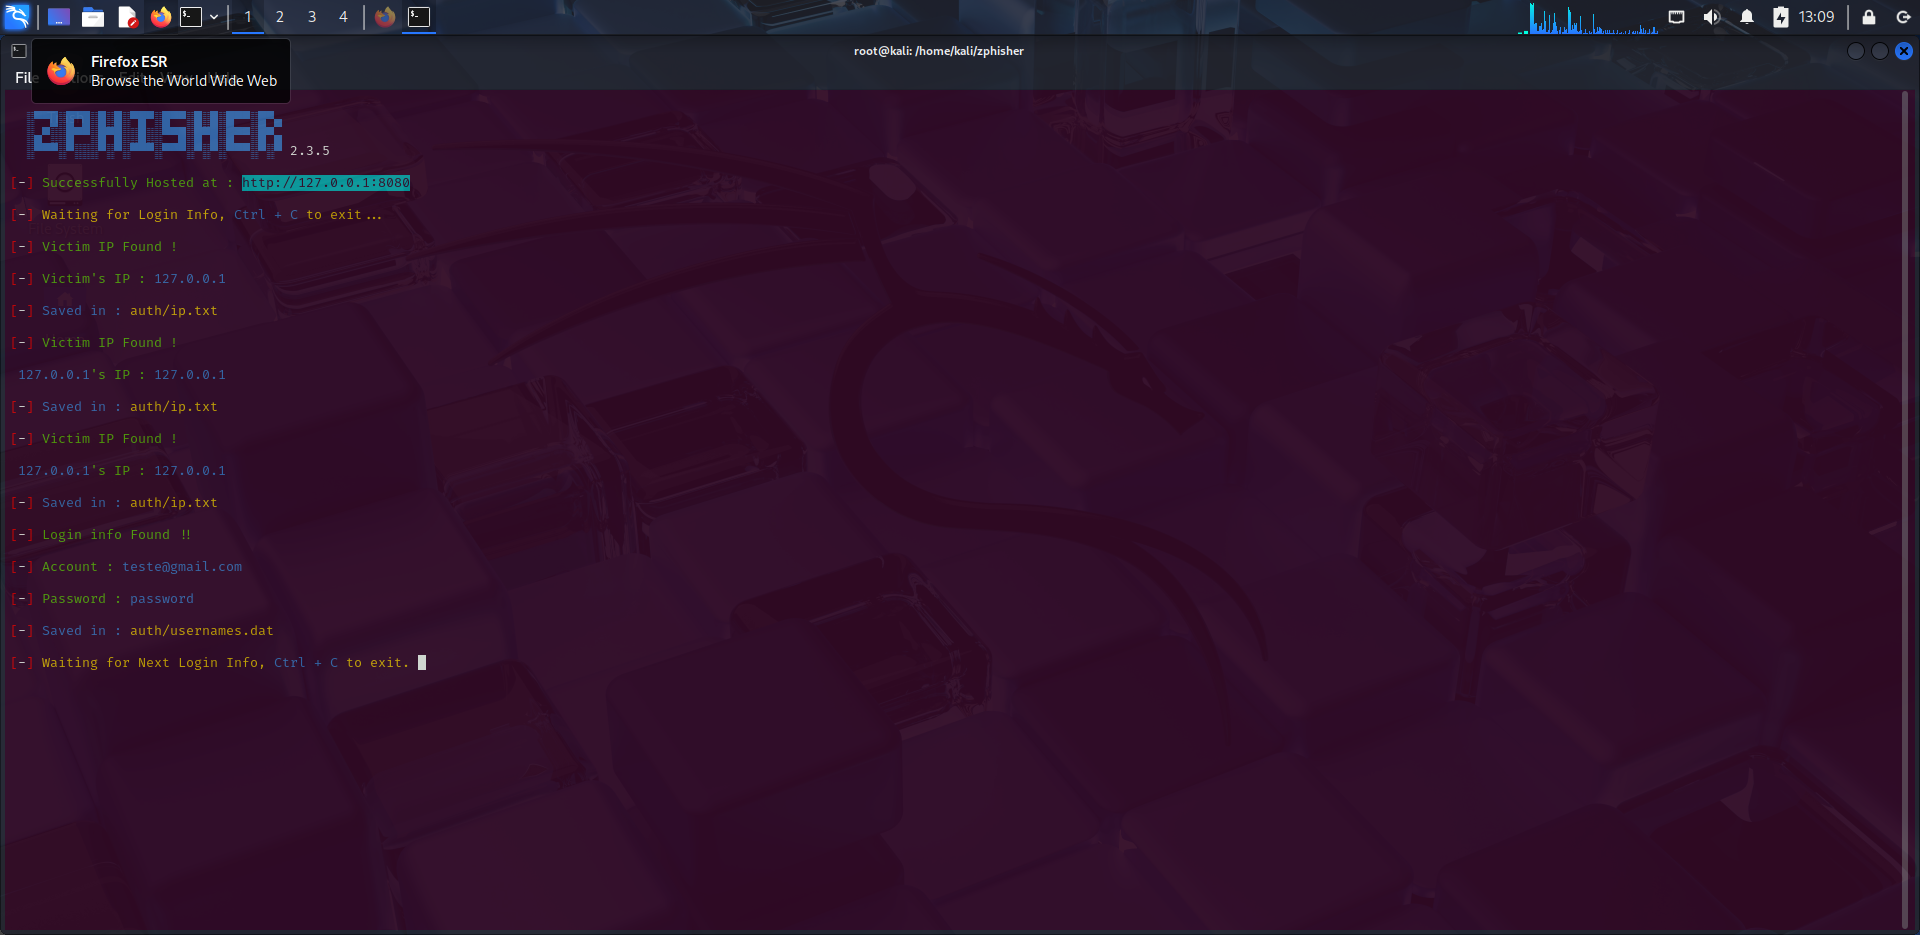 1 2 3 4 13:09
root@kali: /home/kali/zphisher
Firefox ESR
File
Browse the World Wide Web
ZPHISHER 2.3.5
[-] Successfully Hosted at : http://127.0.0.1:8080
[-] Waiting for Login Info, Ctrl + C to exit...
[-] Victim IP Found !
[-] Victim's IP : 127.0.0.1
[-] Saved in : auth/ip.txt
[-] Victim IP Found !
127.0.0.1's IP : 127.0.0.1
[-] Saved in : auth/ip.txt
[-] Victim IP Found !
127.0.0.1's IP : 127.0.0.1
[-] Saved in : auth/ip.txt
[-] Login info Found !!
[-] Account : teste@gmail.com
[-] Password : password
[-] Saved in : auth/usernames.dat
[-] Waiting for Next Login Info, Ctrl + C to exit.